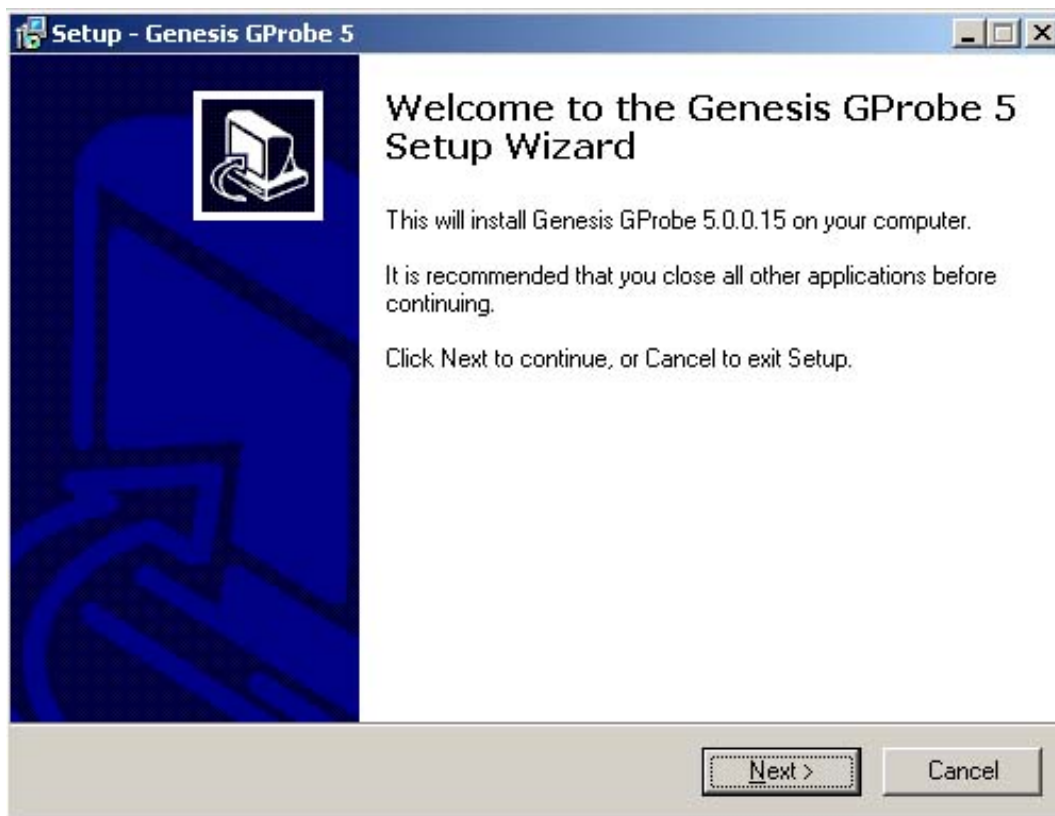 Setup - Genesis GProbe 5
Welcome to the Genesis GProbe 5
Setup Wizard
This will install Genesis GProbe 5.0.0.15 on your computer.
It is recommended that you close all other applications before
continuing.
Click Next to continue, or Cancel to exit Setup.
Next >
Cancel